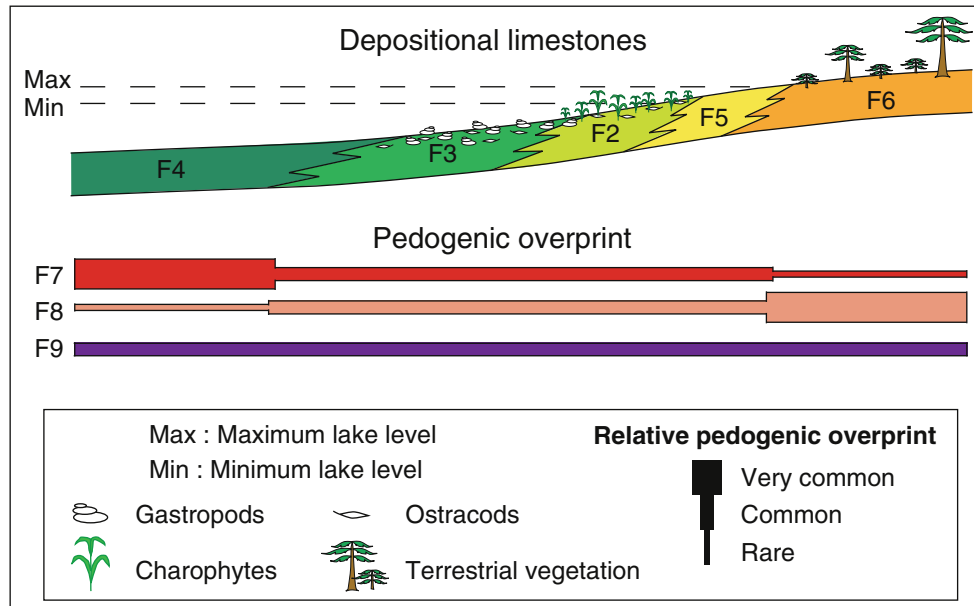 Depositional limestones
Max
Min
F4
F3
F2
F5
F6
Pedogenic overprint
F7
F8
F9
Max : Maximum lake level
Min : Minimum lake level
Gastropods
Ostracods
Charophytes
Terrestrial vegetation
Relative pedogenic overprint
Very common
Common
Rare